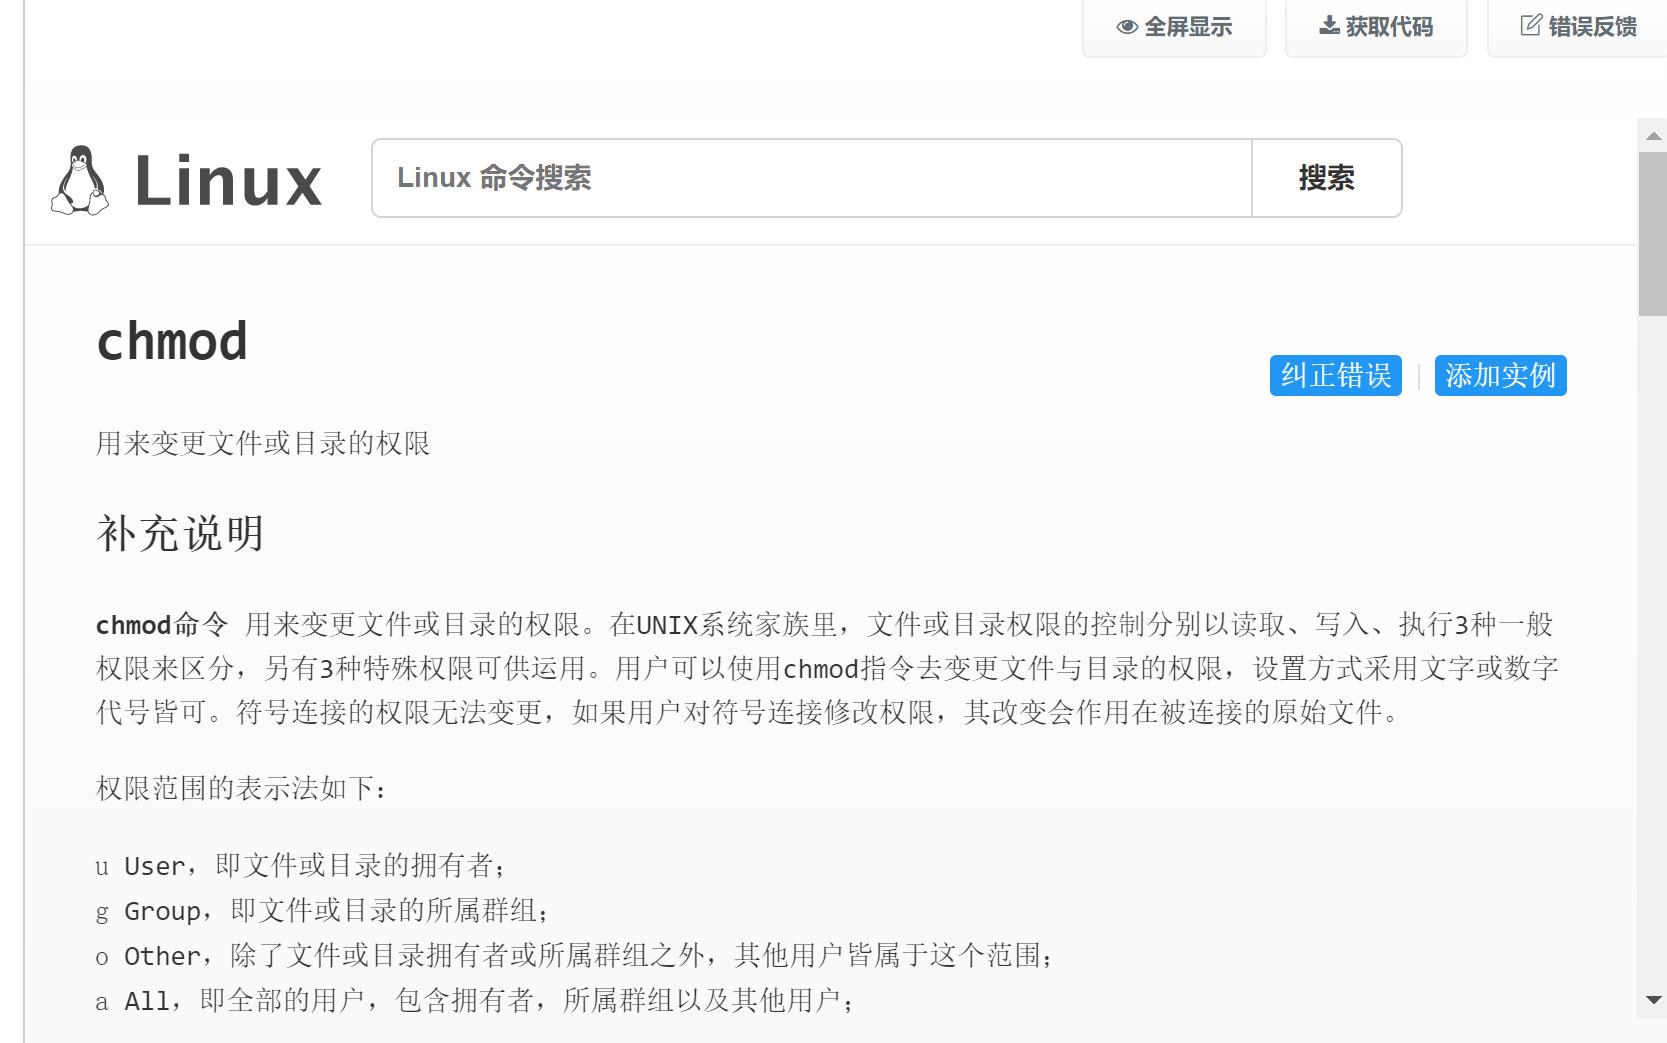 全屏显示 获取代码 错误反馈
Linux Linux 命令搜索 搜索
chmod
纠正错误 | 添加实例
用来变更文件或目录的权限
补充说明
chmod命令 用来变更文件或目录的权限。在UNIX系统家族里，文件或目录权限的控制分别以读取、写入、执行3种一般
权限来区分，另有3种特殊权限可供运用。用户可以使用chmod指令去变更文件与目录的权限，设置方式采用文字或数字
代号皆可。符号连接的权限无法变更，如果用户对符号连接修改权限，其改变会作用在被连接的原始文件。
权限范围的表示法如下：
u User，即文件或目录的拥有者；
g Group，即文件或目录的所属群组；
o Other，除了文件或目录拥有者或所属群组之外，其他用户皆属于这个范围；
a All，即全部的用户，包含拥有者，所属群组以及其他用户；